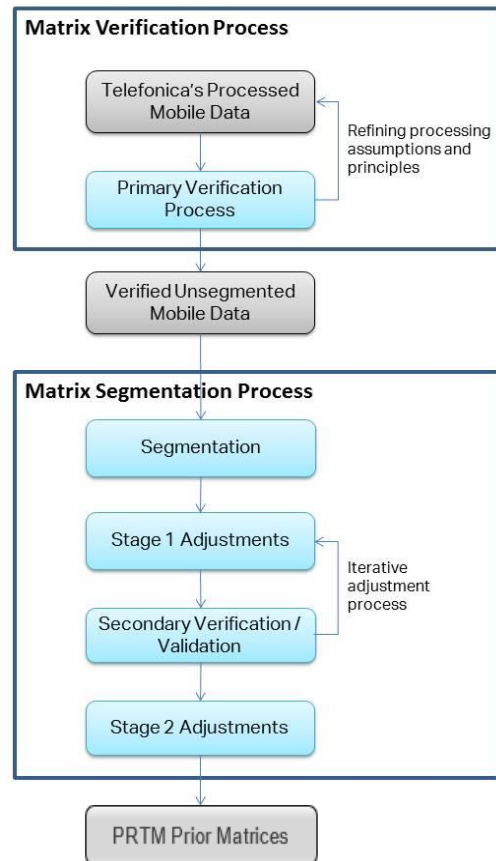 Matrix Verification Process
Telefonica's Processed
Mobile Data
Refining processing
assumptions and
principles
Primary Verification
Process
Verified Unsegmented
Mobile Data
Matrix Segmentation Process
Segmentation
Stage 1 Adjustments
Iterative
adjustment
process
Secondary Verification /
Validation
Stage 2 Adjustments
PRTM Prior Matrices